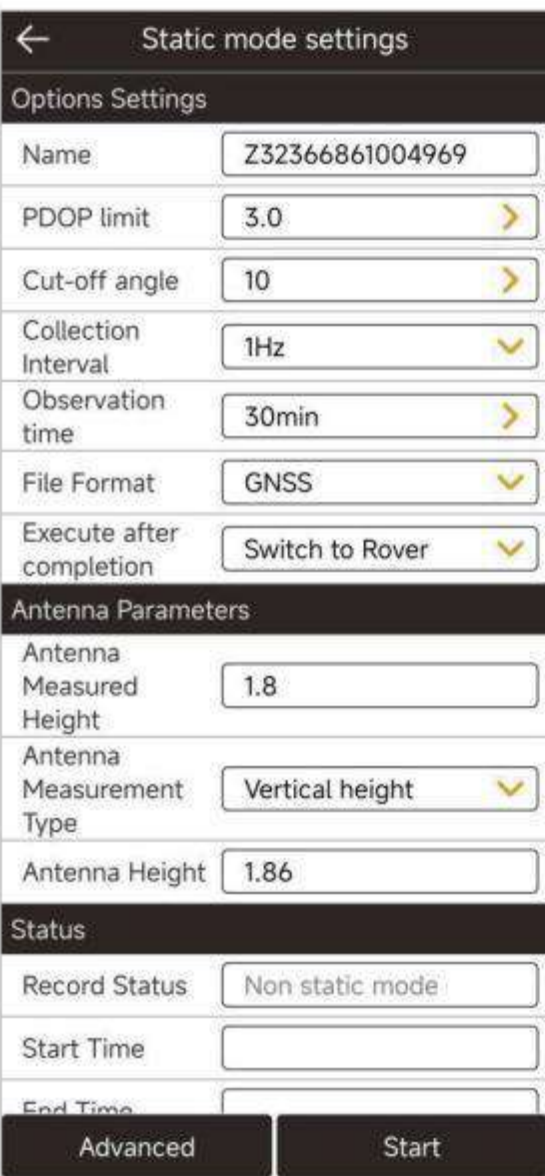 Static mode settings
Options Settings
Name Z32366861004969
PDOP limit 3.0
Cut-off angle 10
Collection
Interval 1Hz
Observation
time 30min
File Format GNSS
Execute after
completion Switch to Rover
Antenna Parameters
Antenna
Measured 1.8
Height
Antenna
Measurement Vertical height
Type
Antenna Height 1.86
Status
Record Status Non static mode
Start Time
End Time
Advanced Start